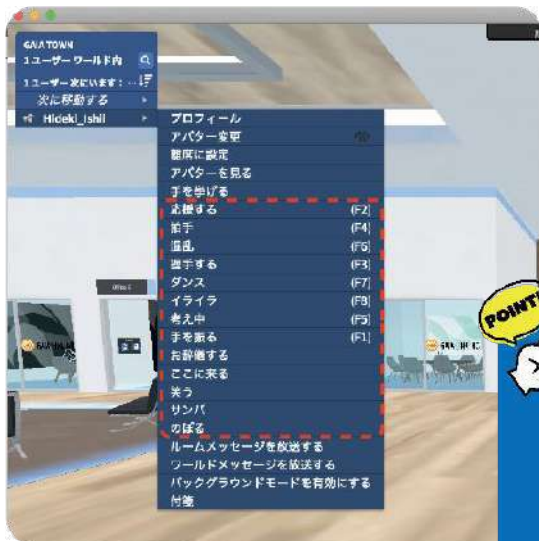 GAIA TOWN
1ユーザー ワールド内
11ユーザー次にいます:...
次に移動する
Hideki_Ishii
プロフィール
アバター変更
離席に設定
アバターを見る
手を挙げる
応援する (F2)
拍手 (F4)
混乱 (F6)
握手する (F3)
ダンス (F7)
イライラ (F8)
考え中 (F5)
手を振る (F1)
お辞儀する
ここに来る
笑う
サンバ
のぼる
ルームメッセージを放送する
ワールドメッセージを放送する
バックグラウンドモードを有効にする
付箋
POINT!